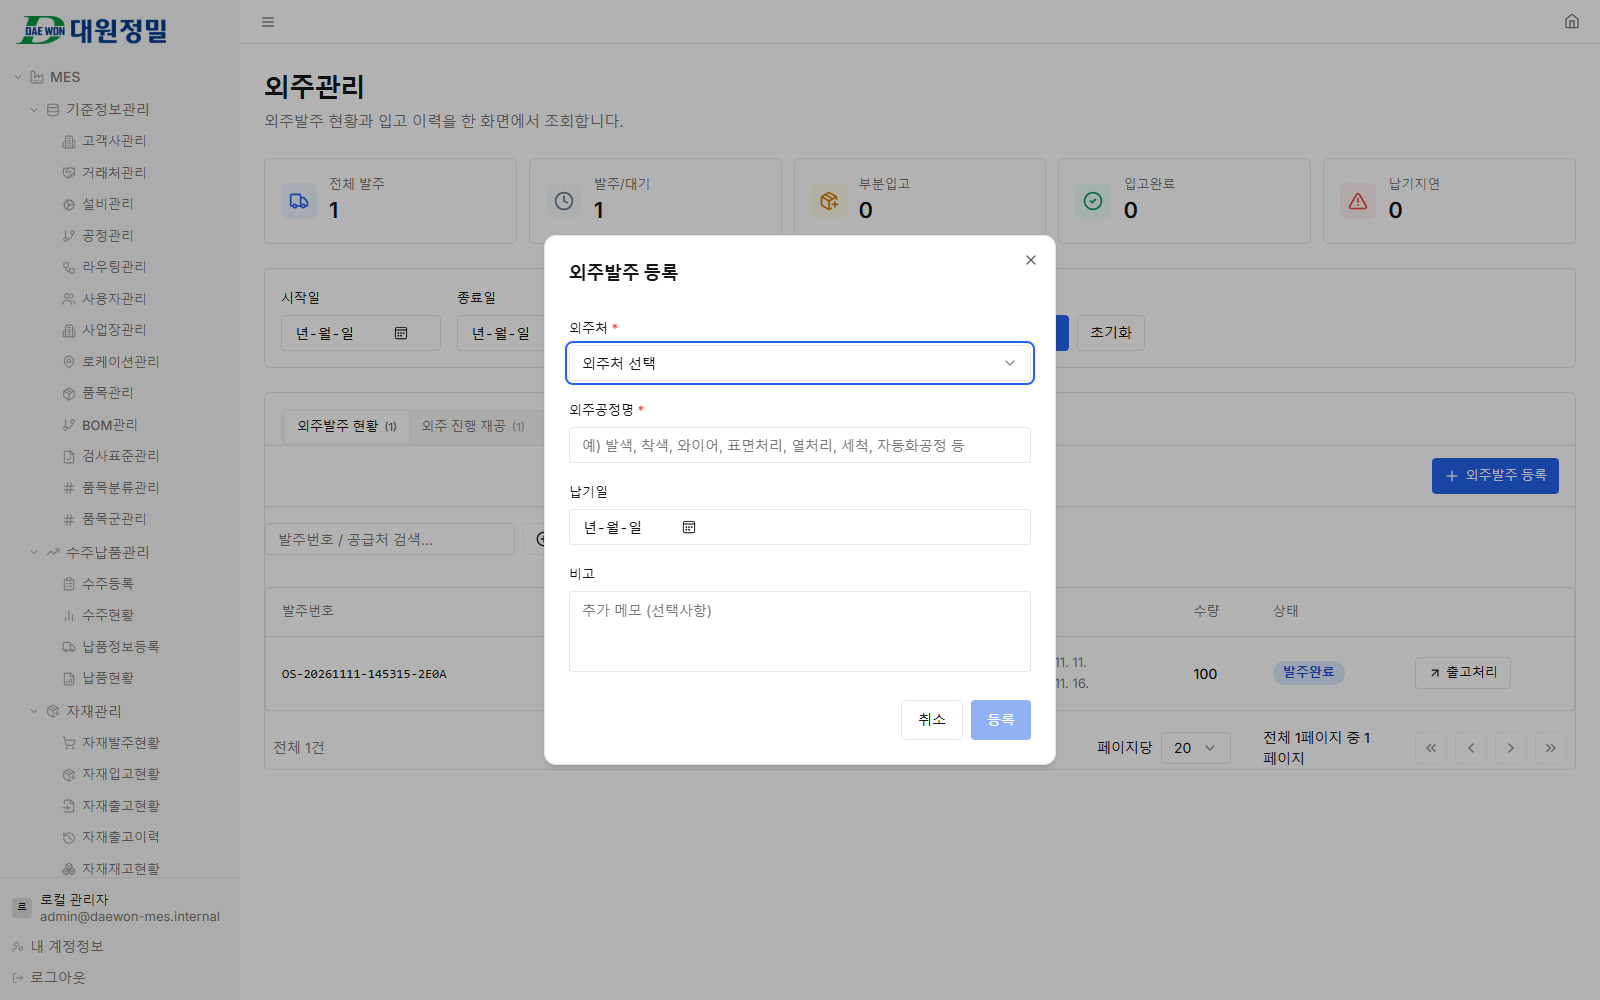 DAE WON 대원정밀
MES
기준정보관리
고객사관리
거래처관리
설비관리
공정관리
라우팅관리
사용자관리
사업장관리
로케이션관리
품목관리
BOM관리
검사표준관리
품목분류관리
품목군관리
수주납품관리
수주등록
수주현황
납품정보등록
납품현황
자재관리
자재발주현황
자재입고현황
자재출고현황
자재출고이력
자재재고현황
로 로컬 관리자
admin@daewon-mes.internal
내 계정정보
로그아웃
외주관리
외주발주 현황과 입고 이력을 한 화면에서 조회합니다.
전체 발주
1
발주/대기
1
부분입고
0
입고완료
0
납기지연
0
시작일
종료일
년-월-일
년-월-일
초기화
외주발주 현황 (1)
외주 진행 재공 (1)
외주발주 등록
발주번호 / 공급처 검색...
발주번호
수량
상태
OS-20261111-145315-2E0A
11. 11.
11. 16.
100
발주완료
출고처리
전체 1건
페이지당
20
전체 1페이지 중 1
페이지
외주발주 등록
외주처 *
외주처 선택
외주공정명 *
예) 발색, 착색, 와이어, 표면처리, 열처리, 세척, 자동화공정 등
납기일
년-월-일
비고
추가 메모 (선택사항)
취소
등록